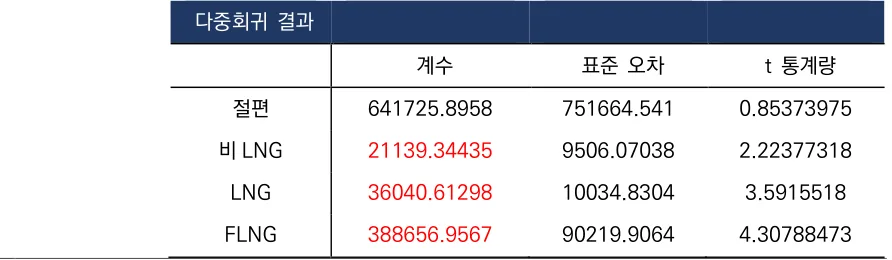 다중회귀 결과
계수 표준 오차 t 통계량
절편 641725.8958 751664.541 0.85373975
비 LNG 21139.34435 9506.07038 2.22377318
LNG 36040.61298 10034.8304 3.5915518
FLNG 388656.9567 90219.9064 4.30788473